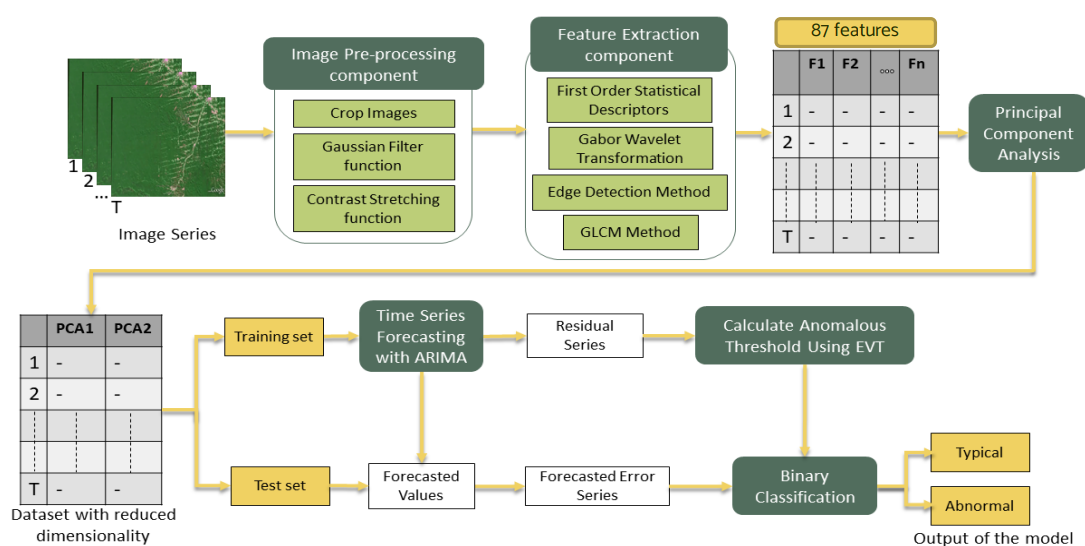 1
2
...
T
Image Series
Image Pre-processing
component
Crop Images
Gaussian Filter
function
Contrast Stretching
function
Feature Extraction
component
First Order Statistical
Descriptors
Gabor Wavelet
Transformation
Edge Detection Method
GLCM Method
87 features
F1 F2 ooo Fn
1 - - - -
2 - - - -
T - - - -
Principal
Component
Analysis
PCA1 PCA2
1 - -
2 - -
T - -
Dataset with reduced
dimensionality
Training set
Time Series
Forecasting
with ARIMA
Residual
Series
Calculate Anomalous
Threshold Using EVT
Test set
Forecasted
Values
Forecasted Error
Series
Binary
Classification
Typical
Abnormal
Output of the model